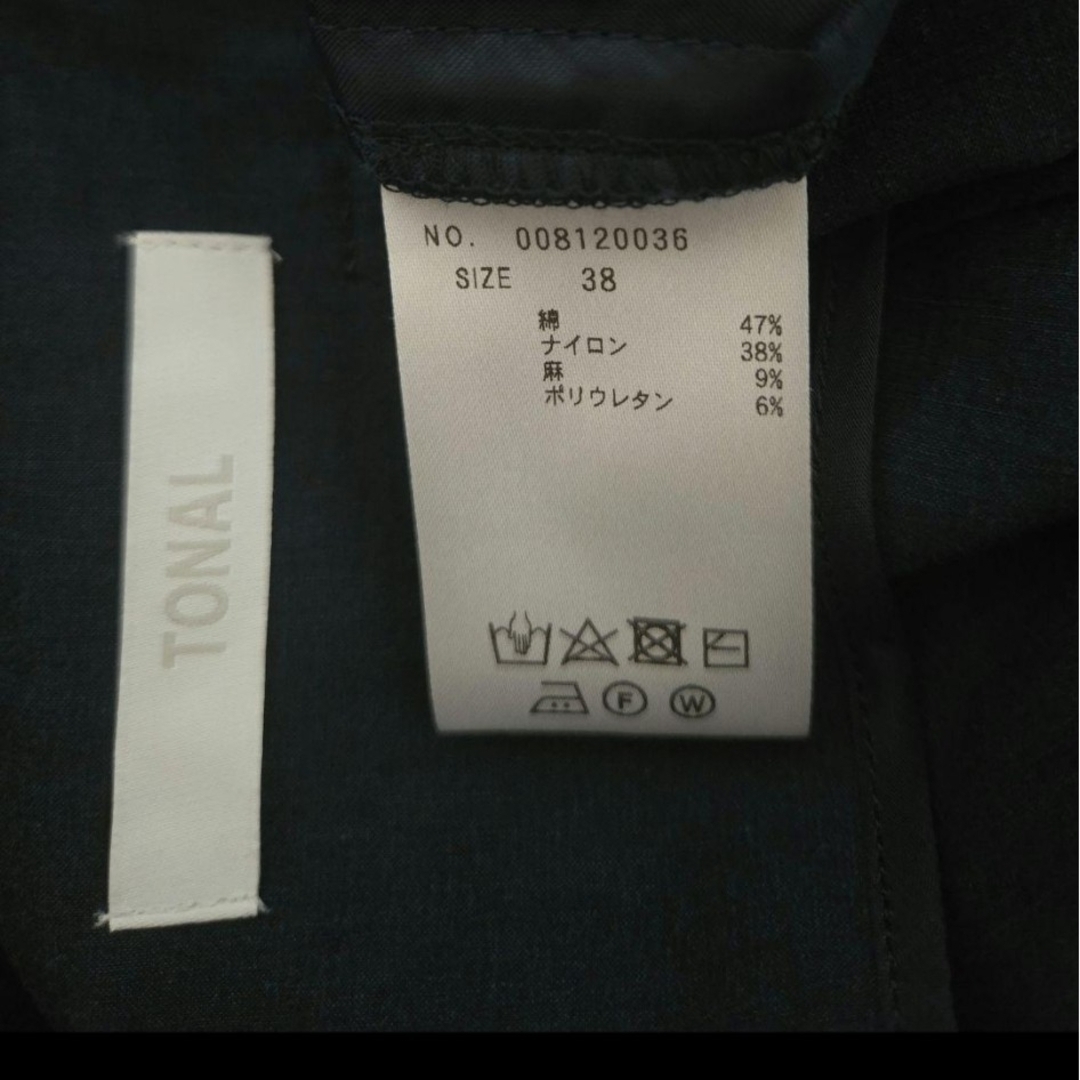 TONAL
NO. 008120036
SIZE 38
綿 47%
ナイロン 38%
麻 9%
ポリウレタン 6%
F W